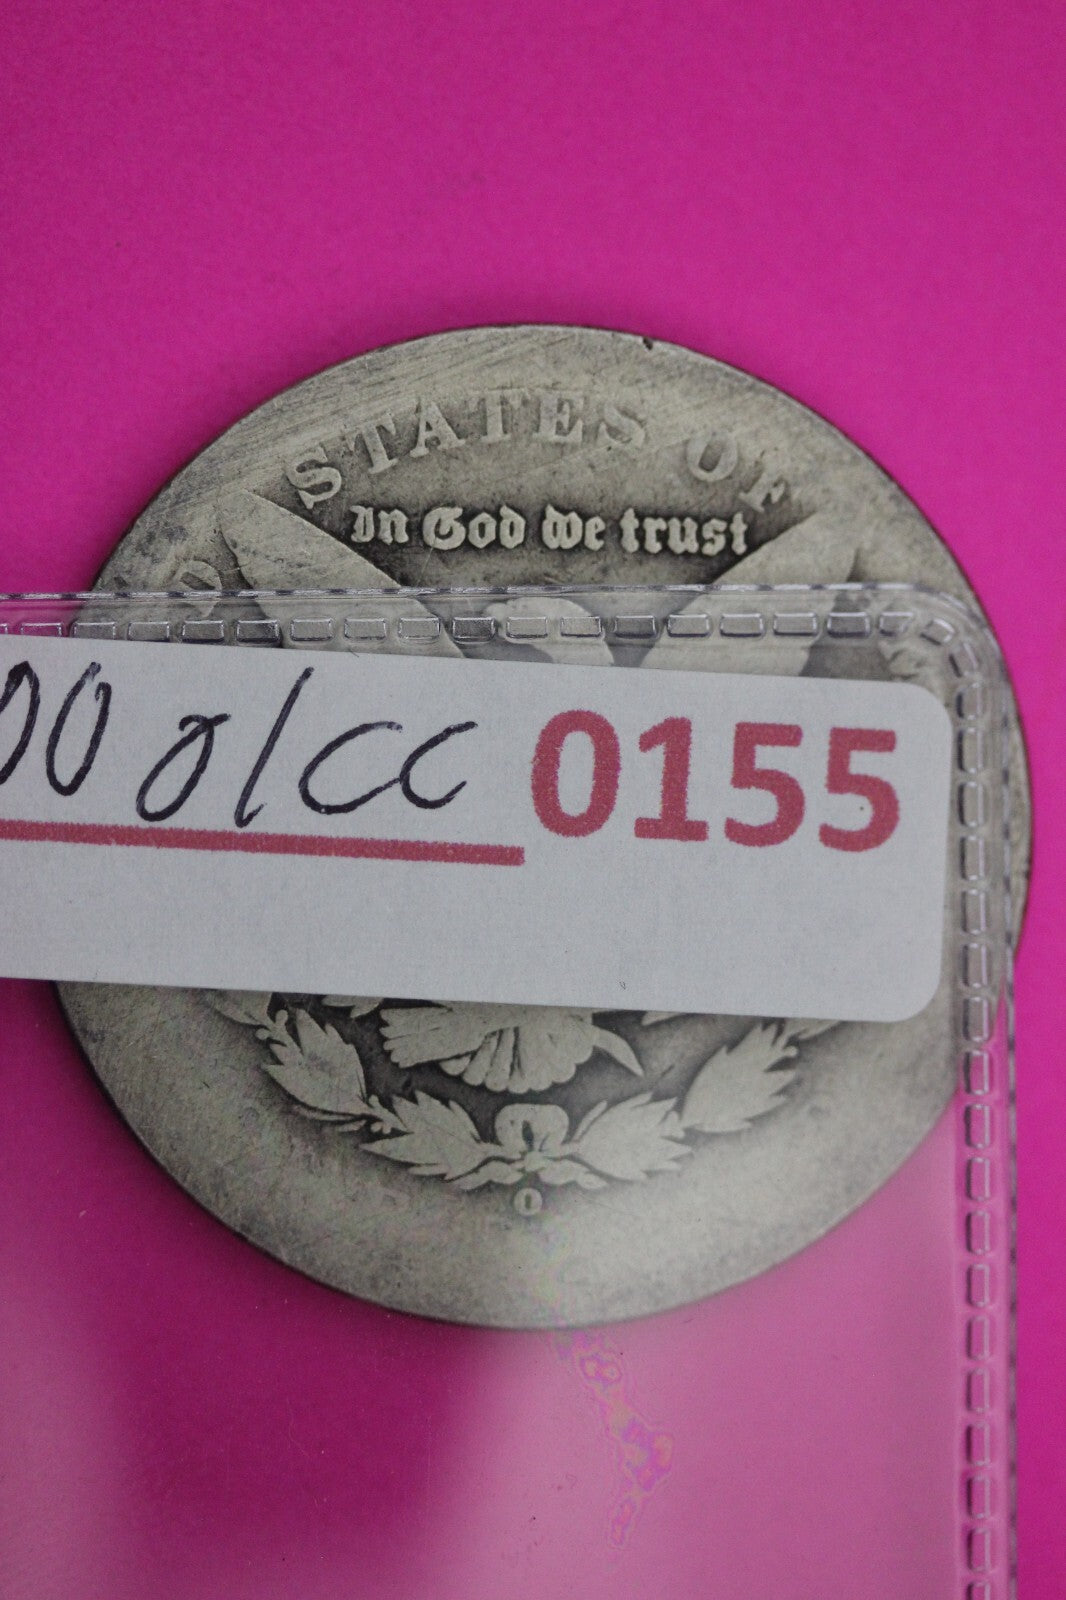 STATES OF
D
In God we trust
00 O/CC 0155
O